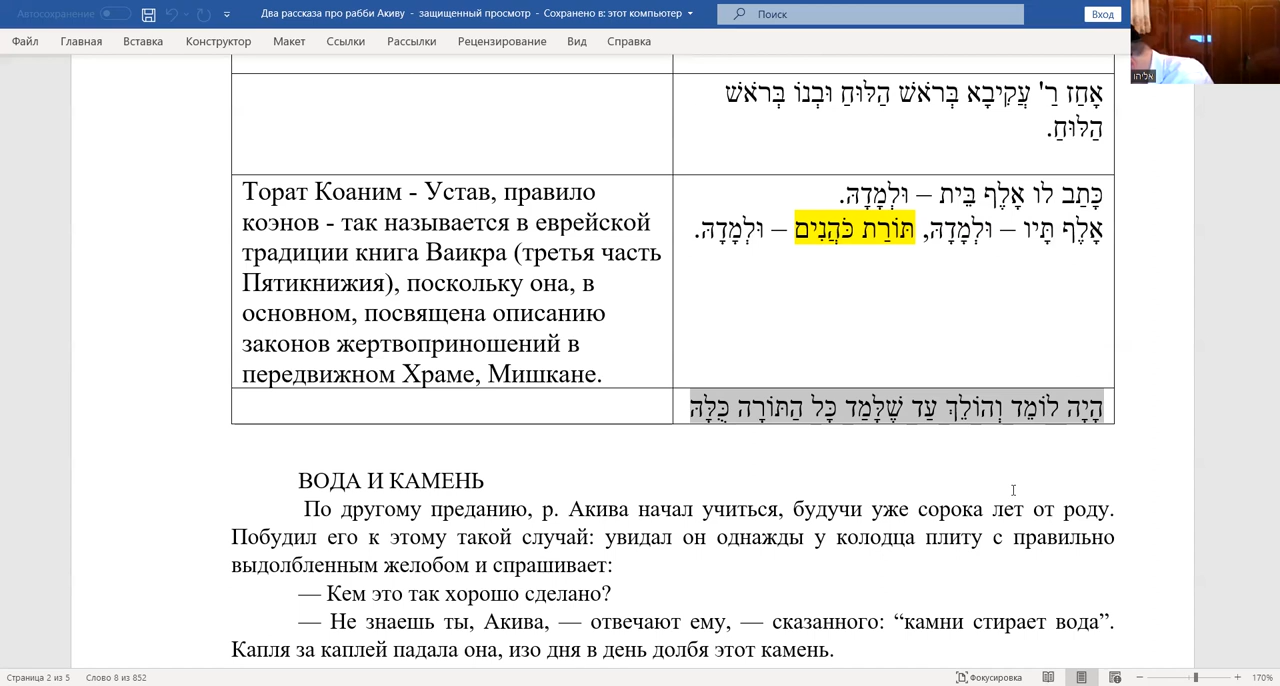 Автосохранение
Два рассказа про рабби Акиву - защищенный просмотр - Сохранено в: этот компьютер
Поиск
Вход
Файл Главная Вставка Конструктор Макет Ссылки Рассылки Рецензирование Вид Справка
אליהו
אָחַז רַ' עֲקִיבָא בְּרֹאשׁ הַלּוּחַ וּבְנוֹ בְּרֹאשׁ
הַלּוּחַ.
Торат Коаним - Устав, правило
коэнов - так называется в еврейской
традиции книга Ваикра (третья часть
Пятикнижия), поскольку она, в
основном, посвящена описанию
законов жертвоприношений в
передвижном Храме, Мишкане.
כָּתַב לוֹ אָלֶף בֵּית – וּלְמָדָהּ.
אָלֶף תָּיו – וּלְמָדָהּ, תּוֹרַת כֹּהֲנִים – וּלְמָדָהּ.
הָיָה לוֹמֵד וְהוֹלֵךְ עַד שֶׁלָּמַד כָּל הַתּוֹרָה כֻּלָּהּ
ВОДА И КАМЕНЬ
По другому преданию, р. Акива начал учиться, будучи уже сорока лет от роду.
Побудил его к этому такой случай: увидал он однажды у колодца плиту с правильно
выдолбленным желобом и спрашивает:
— Кем это так хорошо сделано?
— Не знаешь ты, Акива, — отвечают ему, — сказанного: “камни стирает вода”.
Капля за каплей падала она, изо дня в день долбя этот камень.
Страница 2 из 5 Слово 8 из 852
Фокусировка
170%